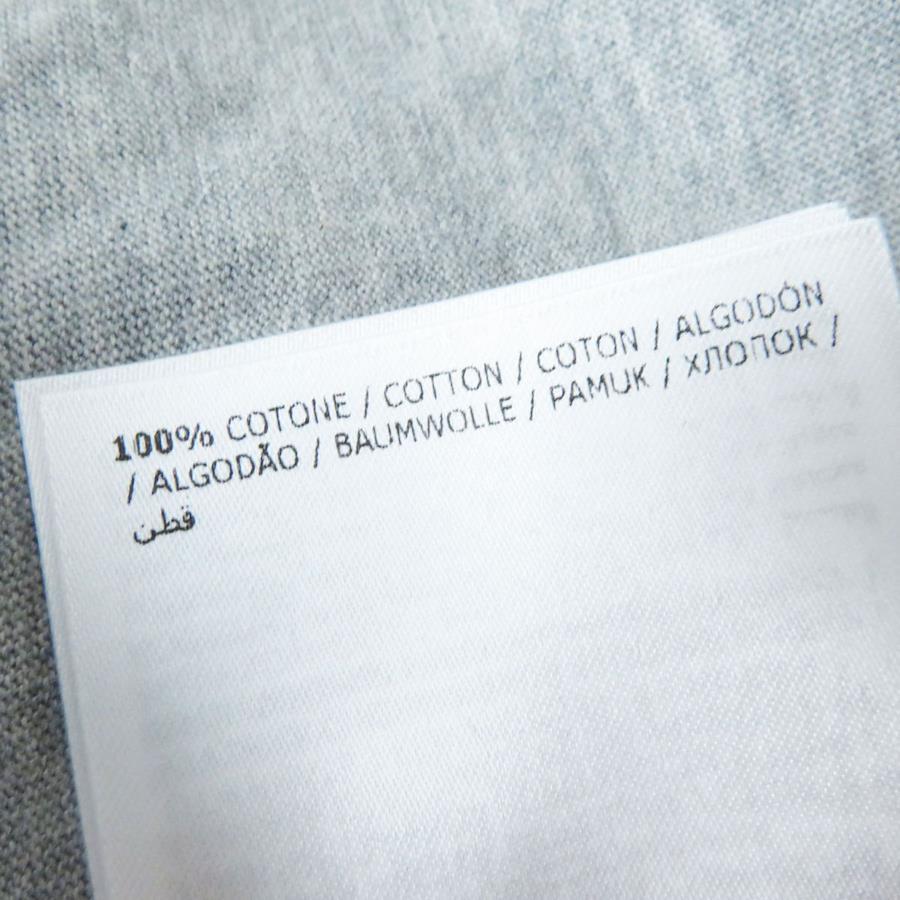 100% COTONE / COTTON / COTON / ALGODÓN
/ ALGODÃO / BAUMWOLLE / PAMUK / ХЛОПОК /
قطن